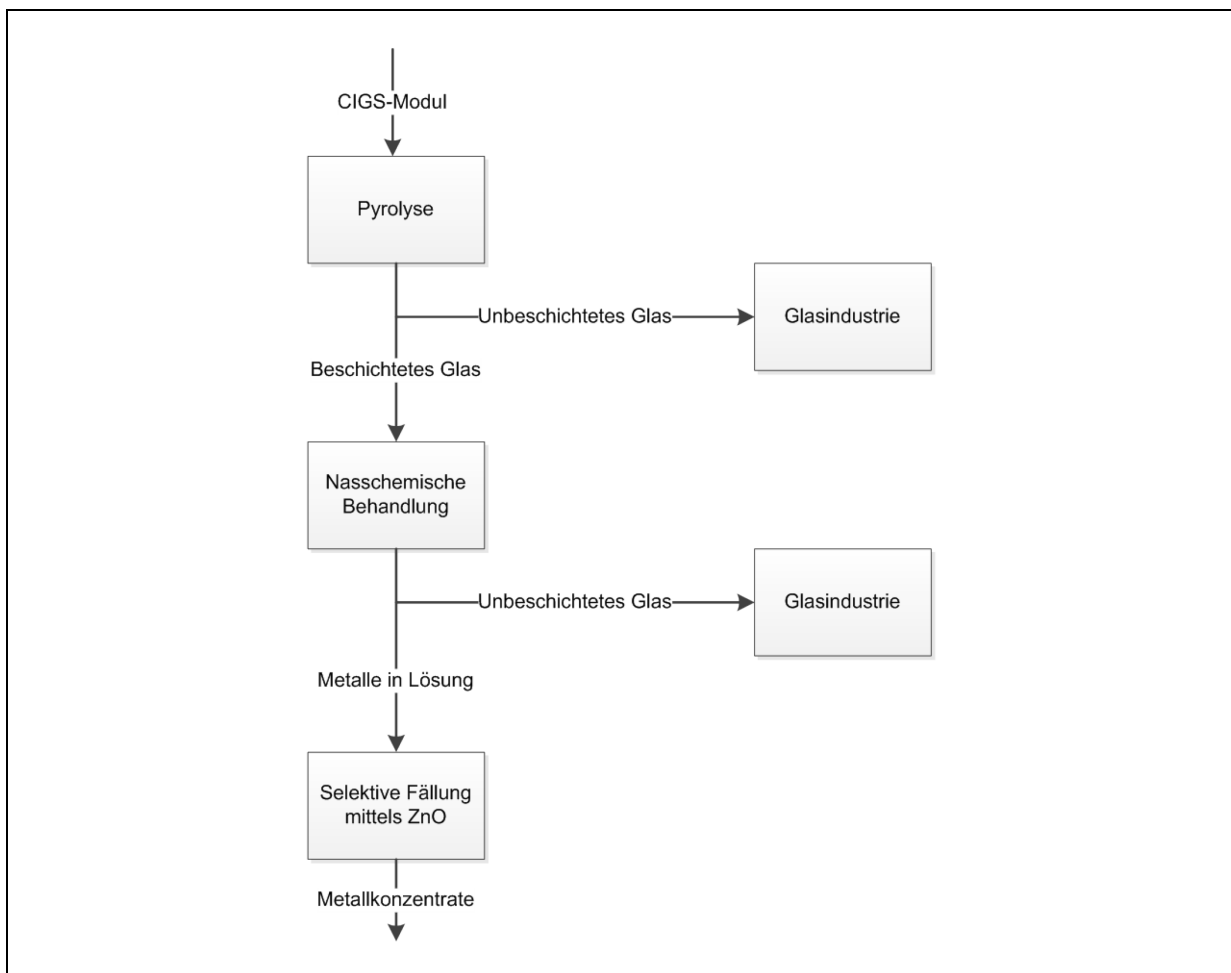 CIGS-Modul
Pyrolyse
Unbeschichtetes Glas
Glasindustrie
Beschichtetes Glas
Nasschemische
Behandlung
Unbeschichtetes Glas
Glasindustrie
Metalle in Lösung
Selektive Fällung
mittels ZnO
Metallkonzentrate